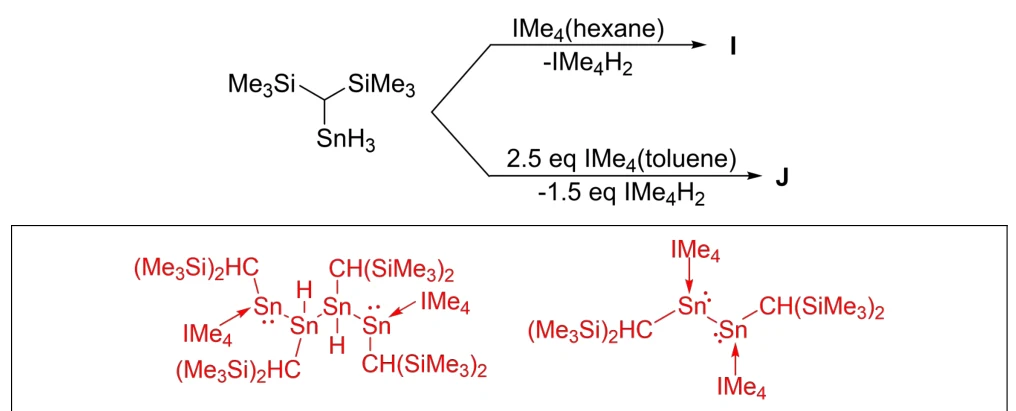 IMe4(hexane)
I
-IMe4H2
Me3Si SiMe3
SnH3
2.5 eq IMe4(toluene)
J
-1.5 eq IMe4H2
IMe4
(Me3Si)2HC CH(SiMe3)2
H
Sn Sn IMe4
IMe4 Sn Sn
H
(Me3Si)2HC CH(SiMe3)2
Sn CH(SiMe3)2
(Me3Si)2HC Sn
IMe4